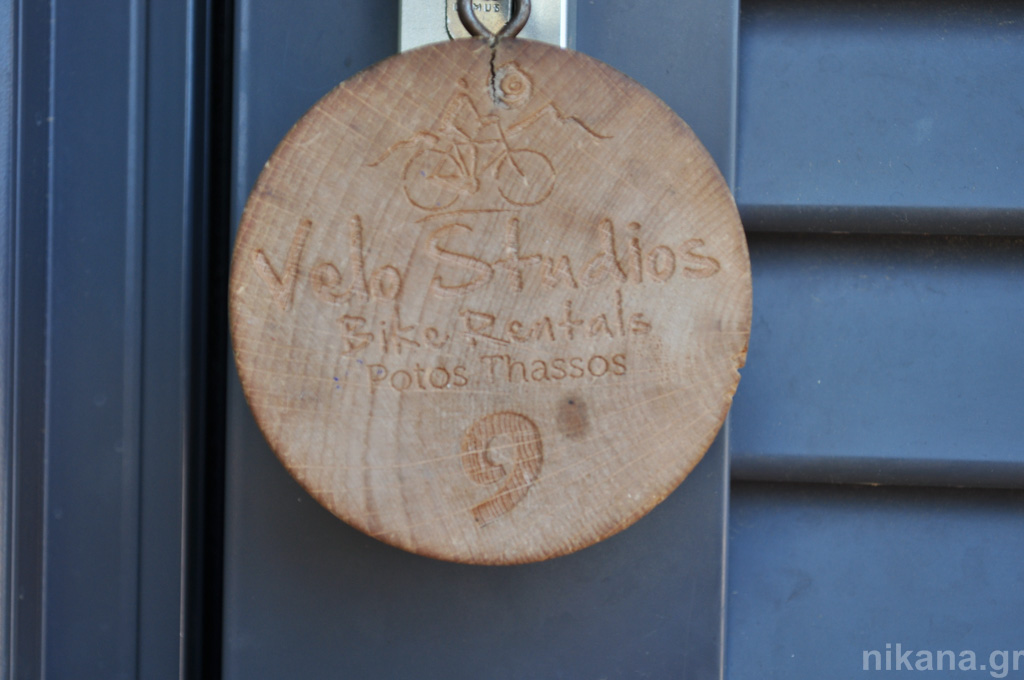 Velo Studios
Bike Rentals
Potos Thassos
9
nikana.gr